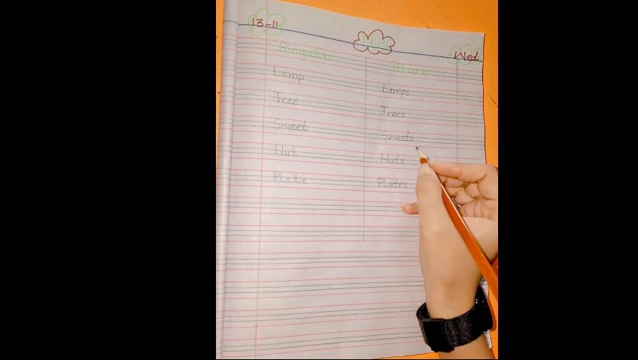 13-11
Wed
Singular Plural
Lamp Lamps
Tree Trees
Sweet Sweets
Hut Huts
Plate Plates